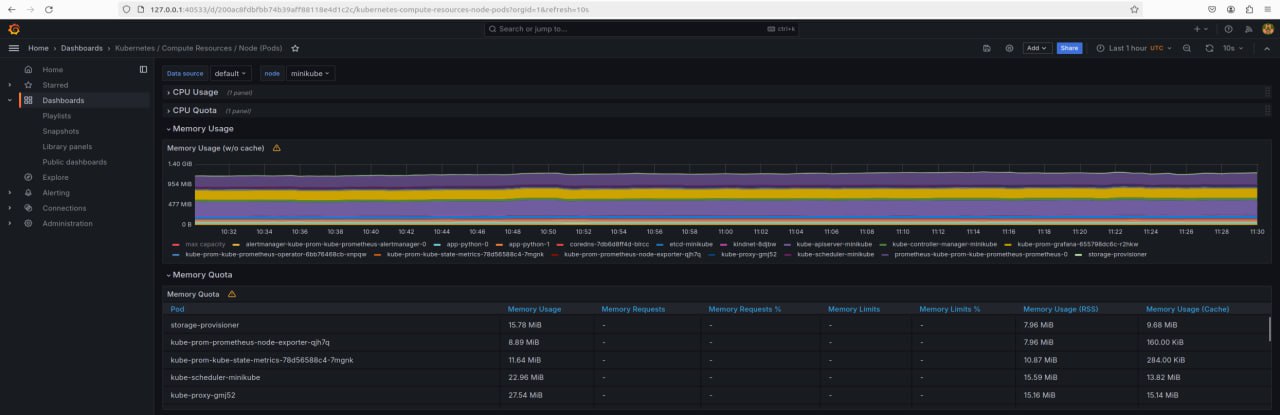 127.0.0.1:40533/d/200ac8fdbfbb74b39aff88118e4d1c2c/kubernetes-compute-resources-node-pods?orgid=1&refresh=10s
Search or jump to...
ctrl+k
Home > Dashboards > Kubernetes / Compute Resources / Node (Pods)
Add
Share
Last 1 hour UTC
10s
Home
Starred
Dashboards
Playlists
Snapshots
Library panels
Public dashboards
Explore
Alerting
Connections
Administration
Data source default node minikube
CPU Usage (1 panel)
CPU Quota (1 panel)
Memory Usage
Memory Usage (w/o cache)
1.40 GiB
954 MiB
477 MiB
0 B
10:32 10:34 10:36 10:38 10:40 10:42 10:44 10:46 10:48 10:50 10:52 10:54 10:56 10:58 11:00 11:02 11:04 11:06 11:08 11:10 11:12 11:14 11:16 11:18 11:20 11:22 11:24 11:26 11:28 11:30
max capacity alertmanager-kube-prom-kube-prometheus-alertmanager-0 app-python-0 app-python-1 coredns-7db6d8ff4d-blrcc etcd-minikube kindnet-8djbw kube-apiserver-minikube kube-controller-manager-minikube kube-prom-grafana-655798dc6c-r2hkw
kube-prom-kube-prometheus-operator-6bb76468cb-xnpqw kube-prom-kube-state-metrics-78d56588c4-7mgnk kube-prom-prometheus-node-exporter-qjh7q kube-proxy-gmj52 kube-scheduler-minikube prometheus-kube-prom-kube-prometheus-prometheus-0 storage-provisioner
Memory Quota
Memory Quota
Pod Memory Usage Memory Requests Memory Requests % Memory Limits Memory Limits % Memory Usage (RSS) Memory Usage (Cache)
storage-provisioner 15.78 MiB - - - - 7.96 MiB 9.68 MiB
kube-prom-prometheus-node-exporter-qjh7q 8.89 MiB - - - - 7.96 MiB 160.00 KiB
kube-prom-kube-state-metrics-78d56588c4-7mgnk 11.64 MiB - - - - 10.87 MiB 284.00 KiB
kube-scheduler-minikube 22.96 MiB - - - - 15.59 MiB 13.82 MiB
kube-proxy-gmj52 27.54 MiB - - - - 15.16 MiB 15.14 MiB